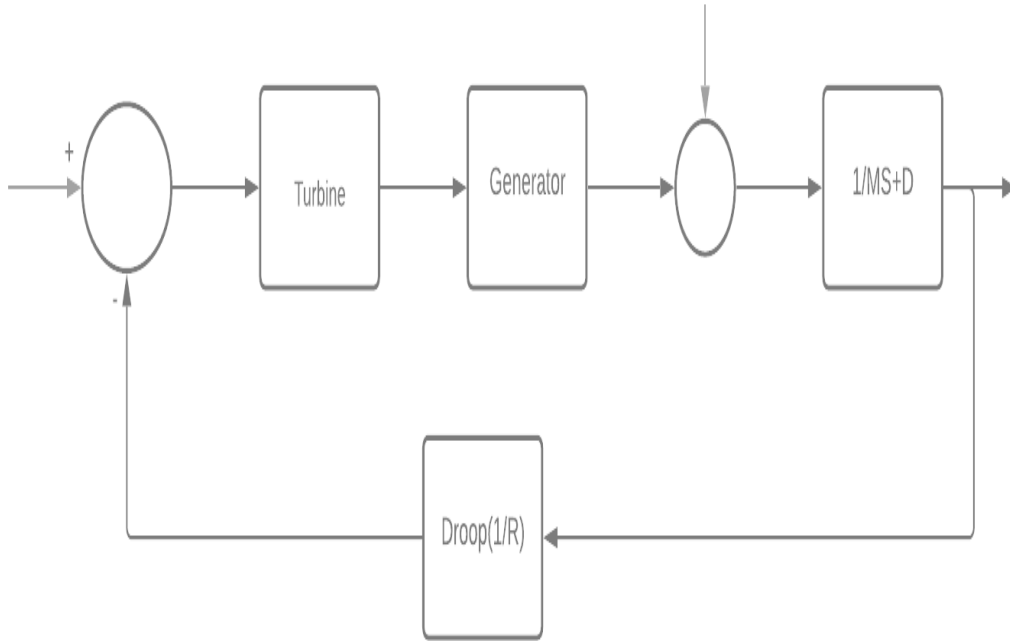 +
Turbine
Generator
1/MS+D
-
Droop(1/R)